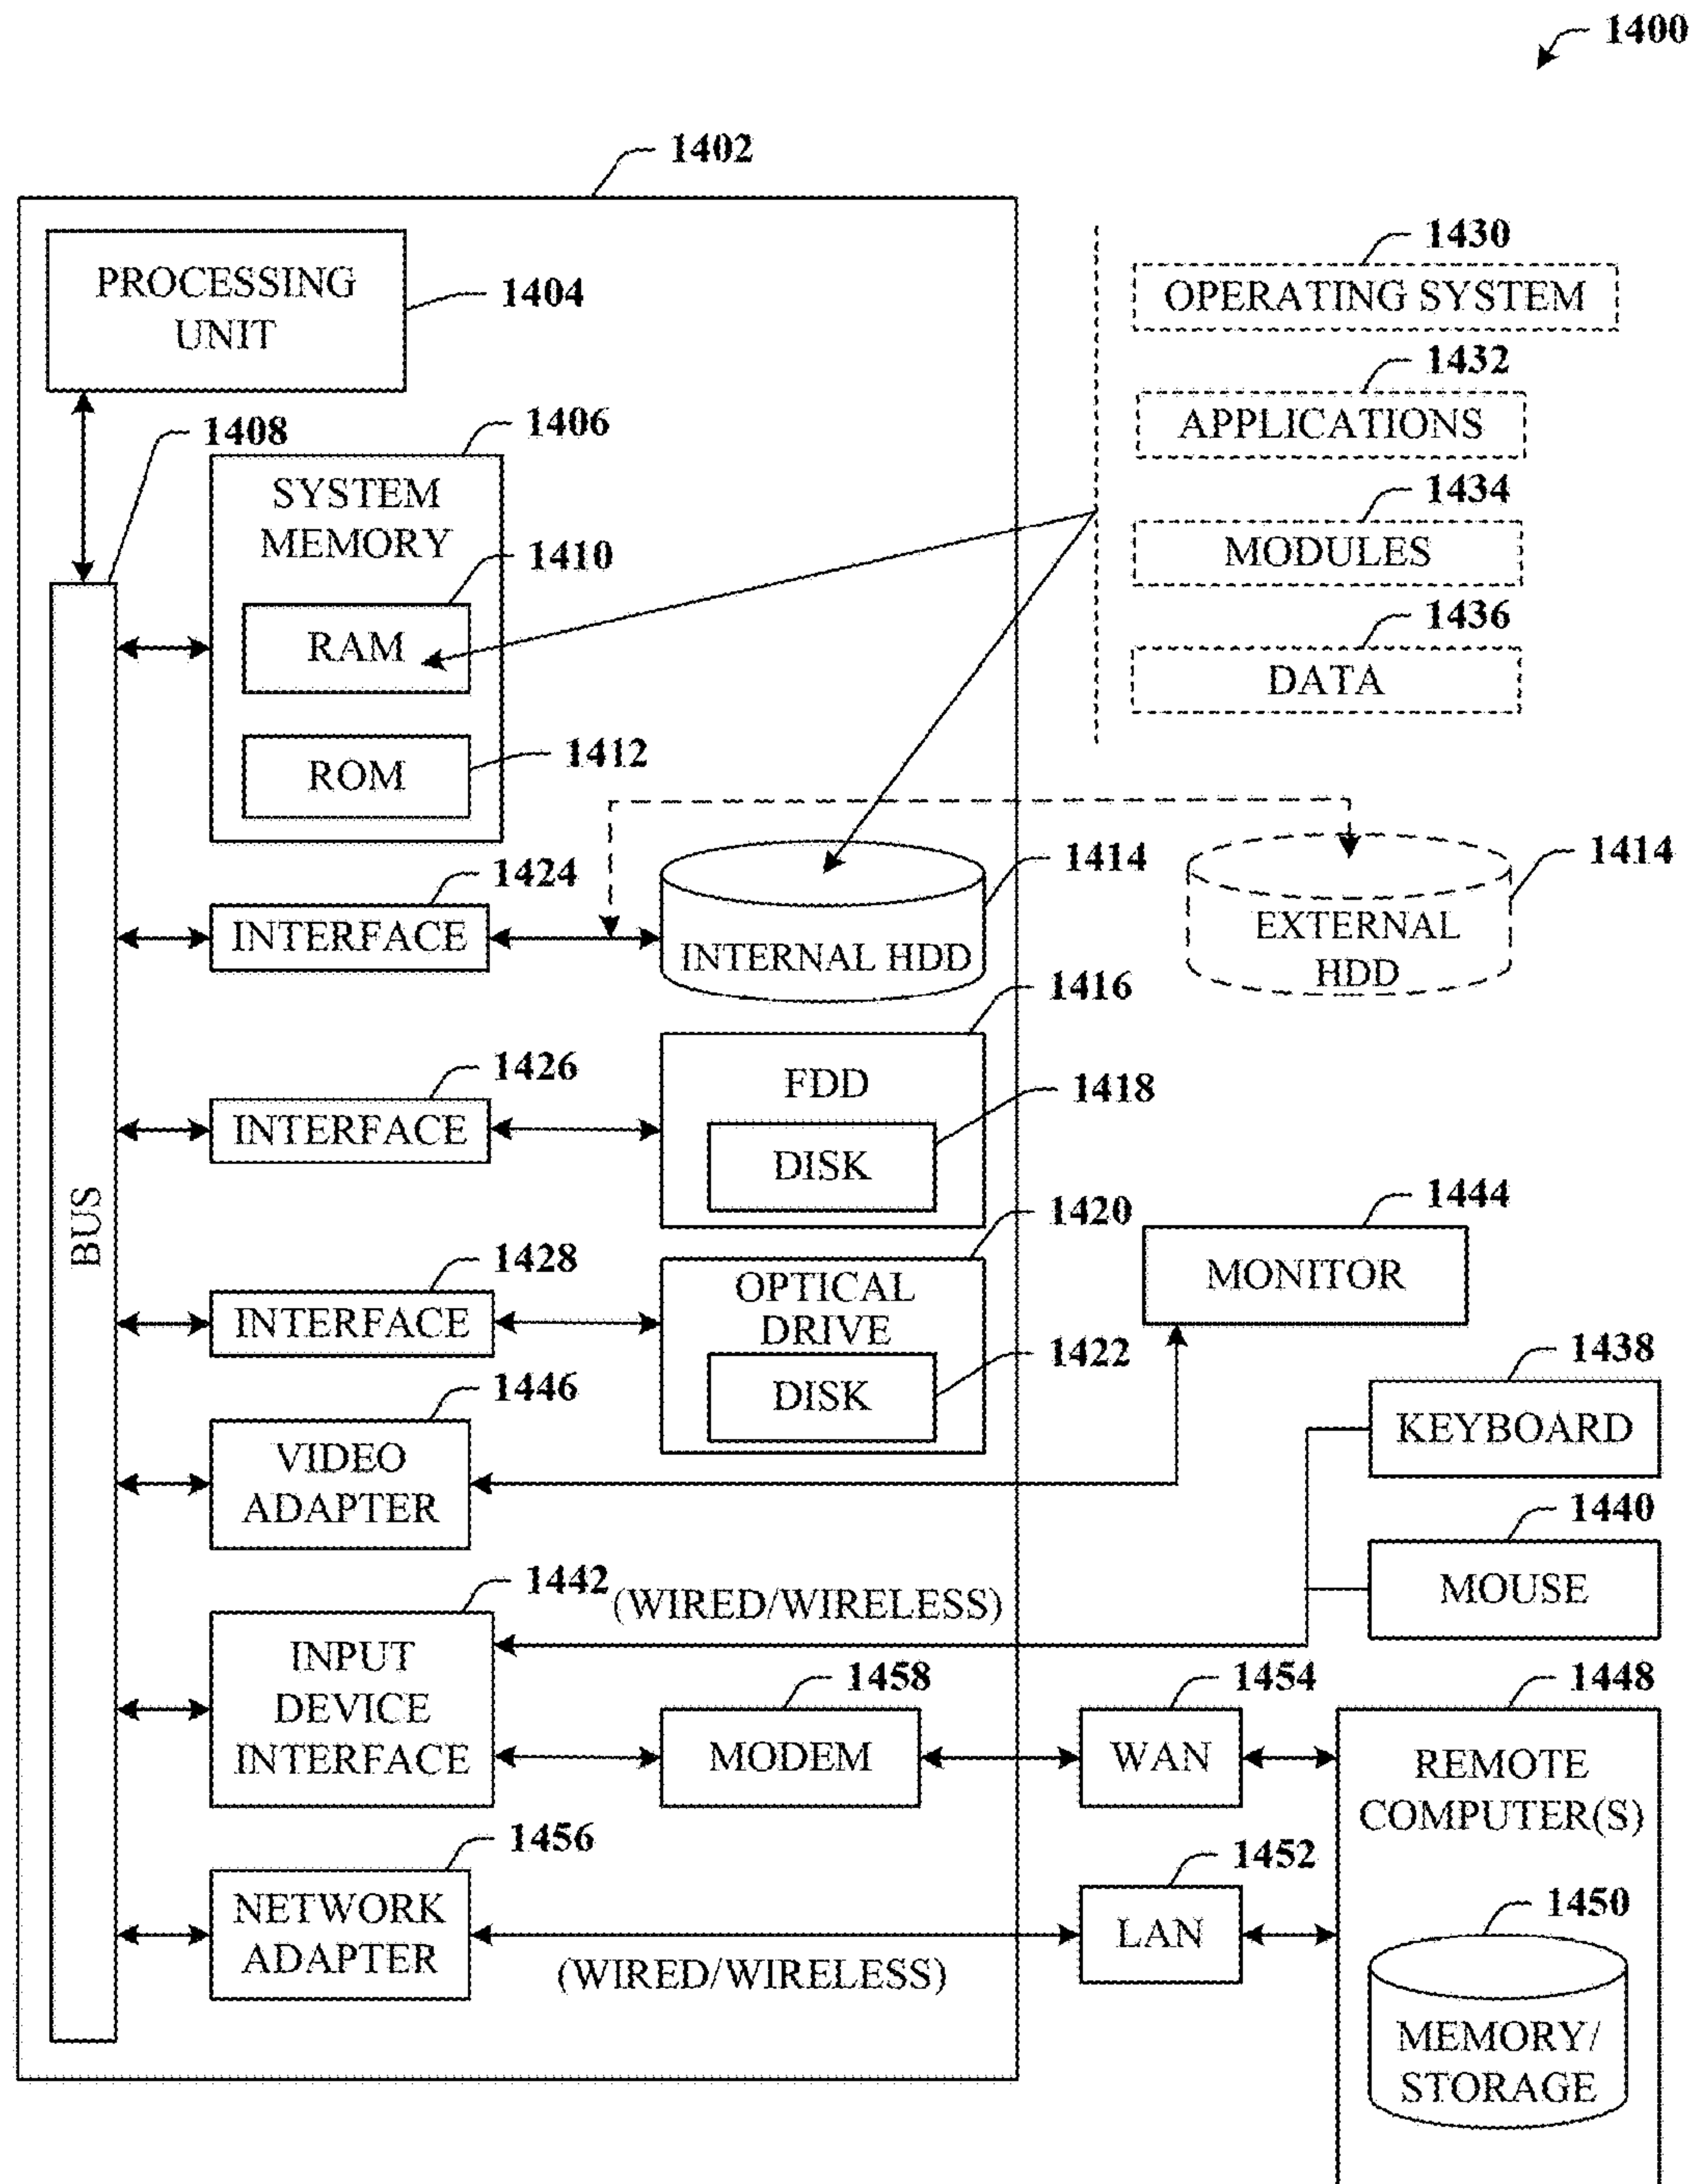 1400
1402
PROCESSING
UNIT
1404
1430
OPERATING SYSTEM
1432
APPLICATIONS
1434
MODULES
1436
DATA
1408
1406
SYSTEM
MEMORY
1410
RAM
1412
ROM
BUS
1424
INTERFACE
1414
INTERNAL HDD
1414
EXTERNAL
HDD
1426
INTERFACE
1416
FDD
1418
DISK
1428
INTERFACE
1420
OPTICAL
DRIVE
1422
DISK
1444
MONITOR
1446
VIDEO
ADAPTER
1438
KEYBOARD
1440
MOUSE
1442
(WIRED/WIRELESS)
INPUT
DEVICE
INTERFACE
1458
MODEM
1454
WAN
1448
REMOTE
COMPUTER(S)
1456
NETWORK
ADAPTER
(WIRED/WIRELESS)
1452
LAN
1450
MEMORY/
STORAGE